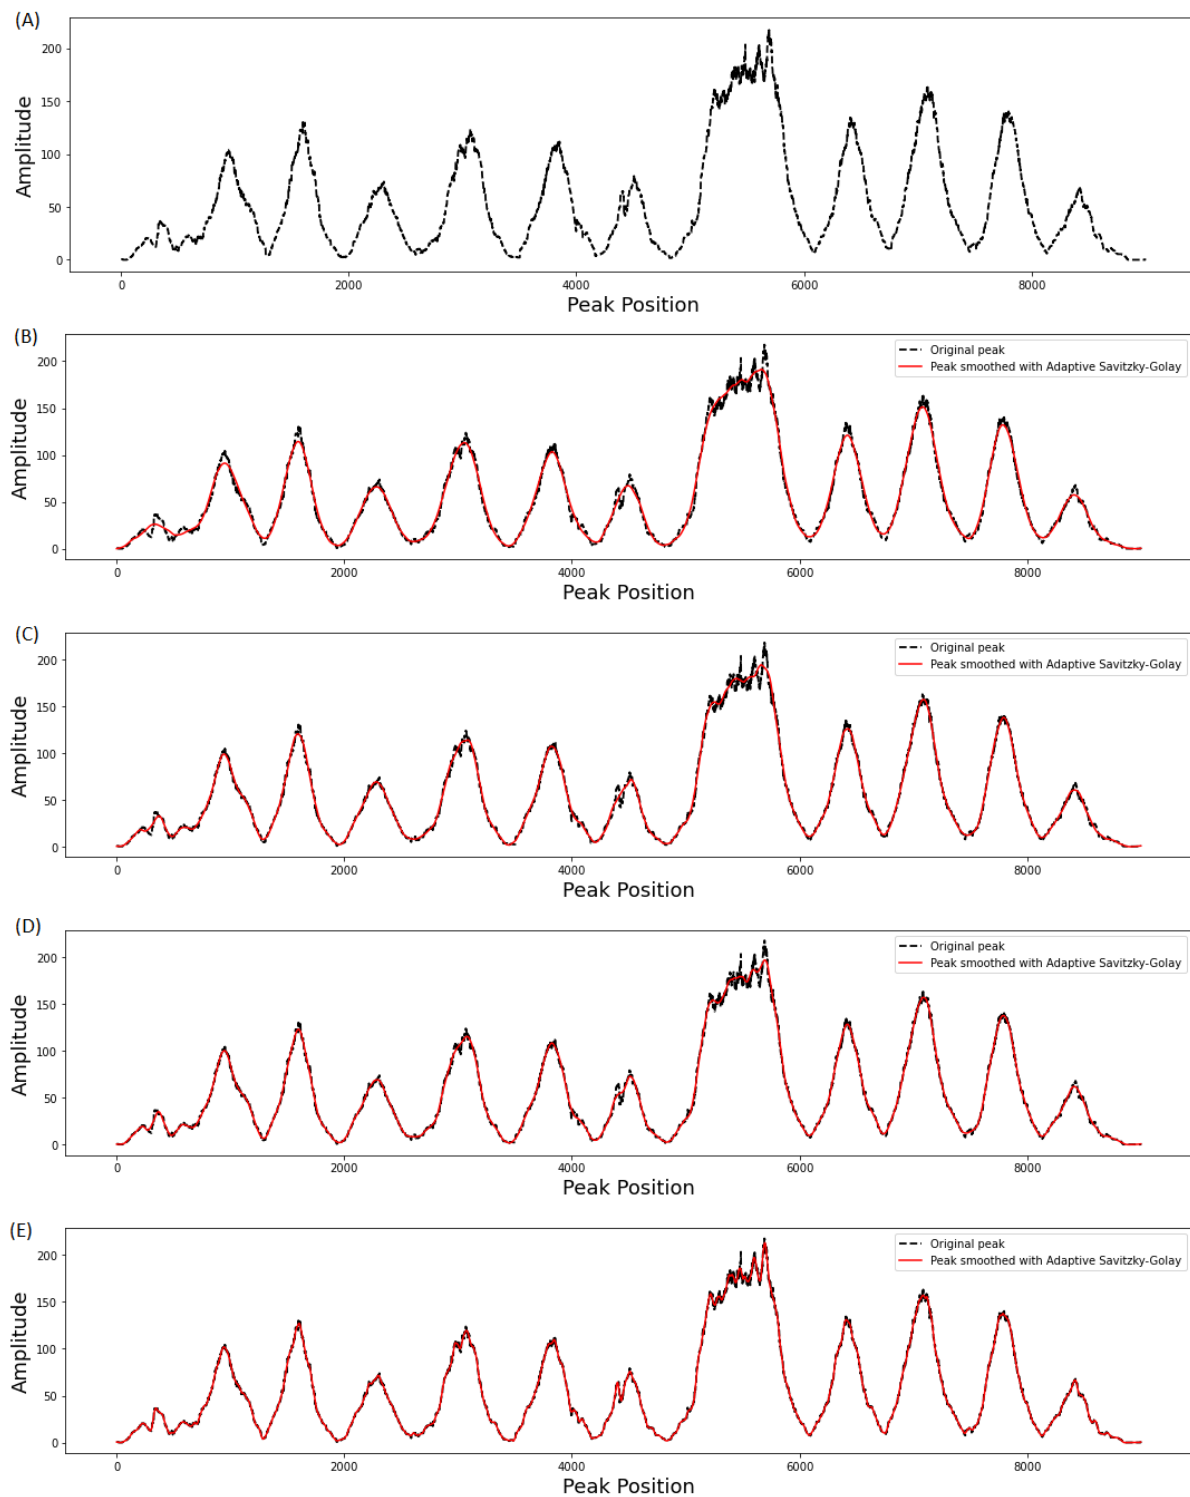 (A)
200
150
100
50
0
Amplitude
0 2000 4000 6000 8000
Peak Position
(B)
200
150
100
50
0
Amplitude
Original peak
Peak smoothed with Adaptive Savitzky-Golay
0 2000 4000 6000 8000
Peak Position
(C)
200
150
100
50
0
Amplitude
Original peak
Peak smoothed with Adaptive Savitzky-Golay
0 2000 4000 6000 8000
Peak Position
(D)
200
150
100
50
0
Amplitude
Original peak
Peak smoothed with Adaptive Savitzky-Golay
0 2000 4000 6000 8000
Peak Position
(E)
200
150
100
50
0
Amplitude
Original peak
Peak smoothed with Adaptive Savitzky-Golay
0 2000 4000 6000 8000
Peak Position